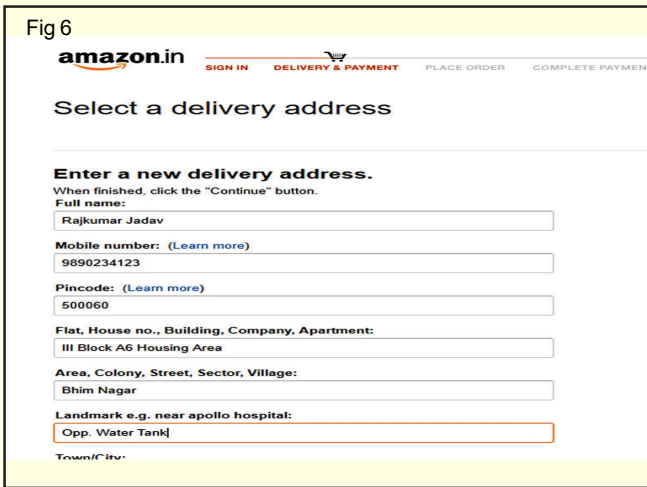 Fig 6
amazon.in
SIGN IN DELIVERY & PAYMENT PLACE ORDER COMPLETE PAYMEN
Select a delivery address
Enter a new delivery address.
When finished, click the "Continue" button.
Full name:
Rajkumar Jadav
Mobile number: (Learn more)
9890234123
Pincode: (Learn more)
500060
Flat, House no., Building, Company, Apartment:
III Block A6 Housing Area
Area, Colony, Street, Sector, Village:
Bhim Nagar
Landmark e.g. near apollo hospital:
Opp. Water Tank
Town/City: